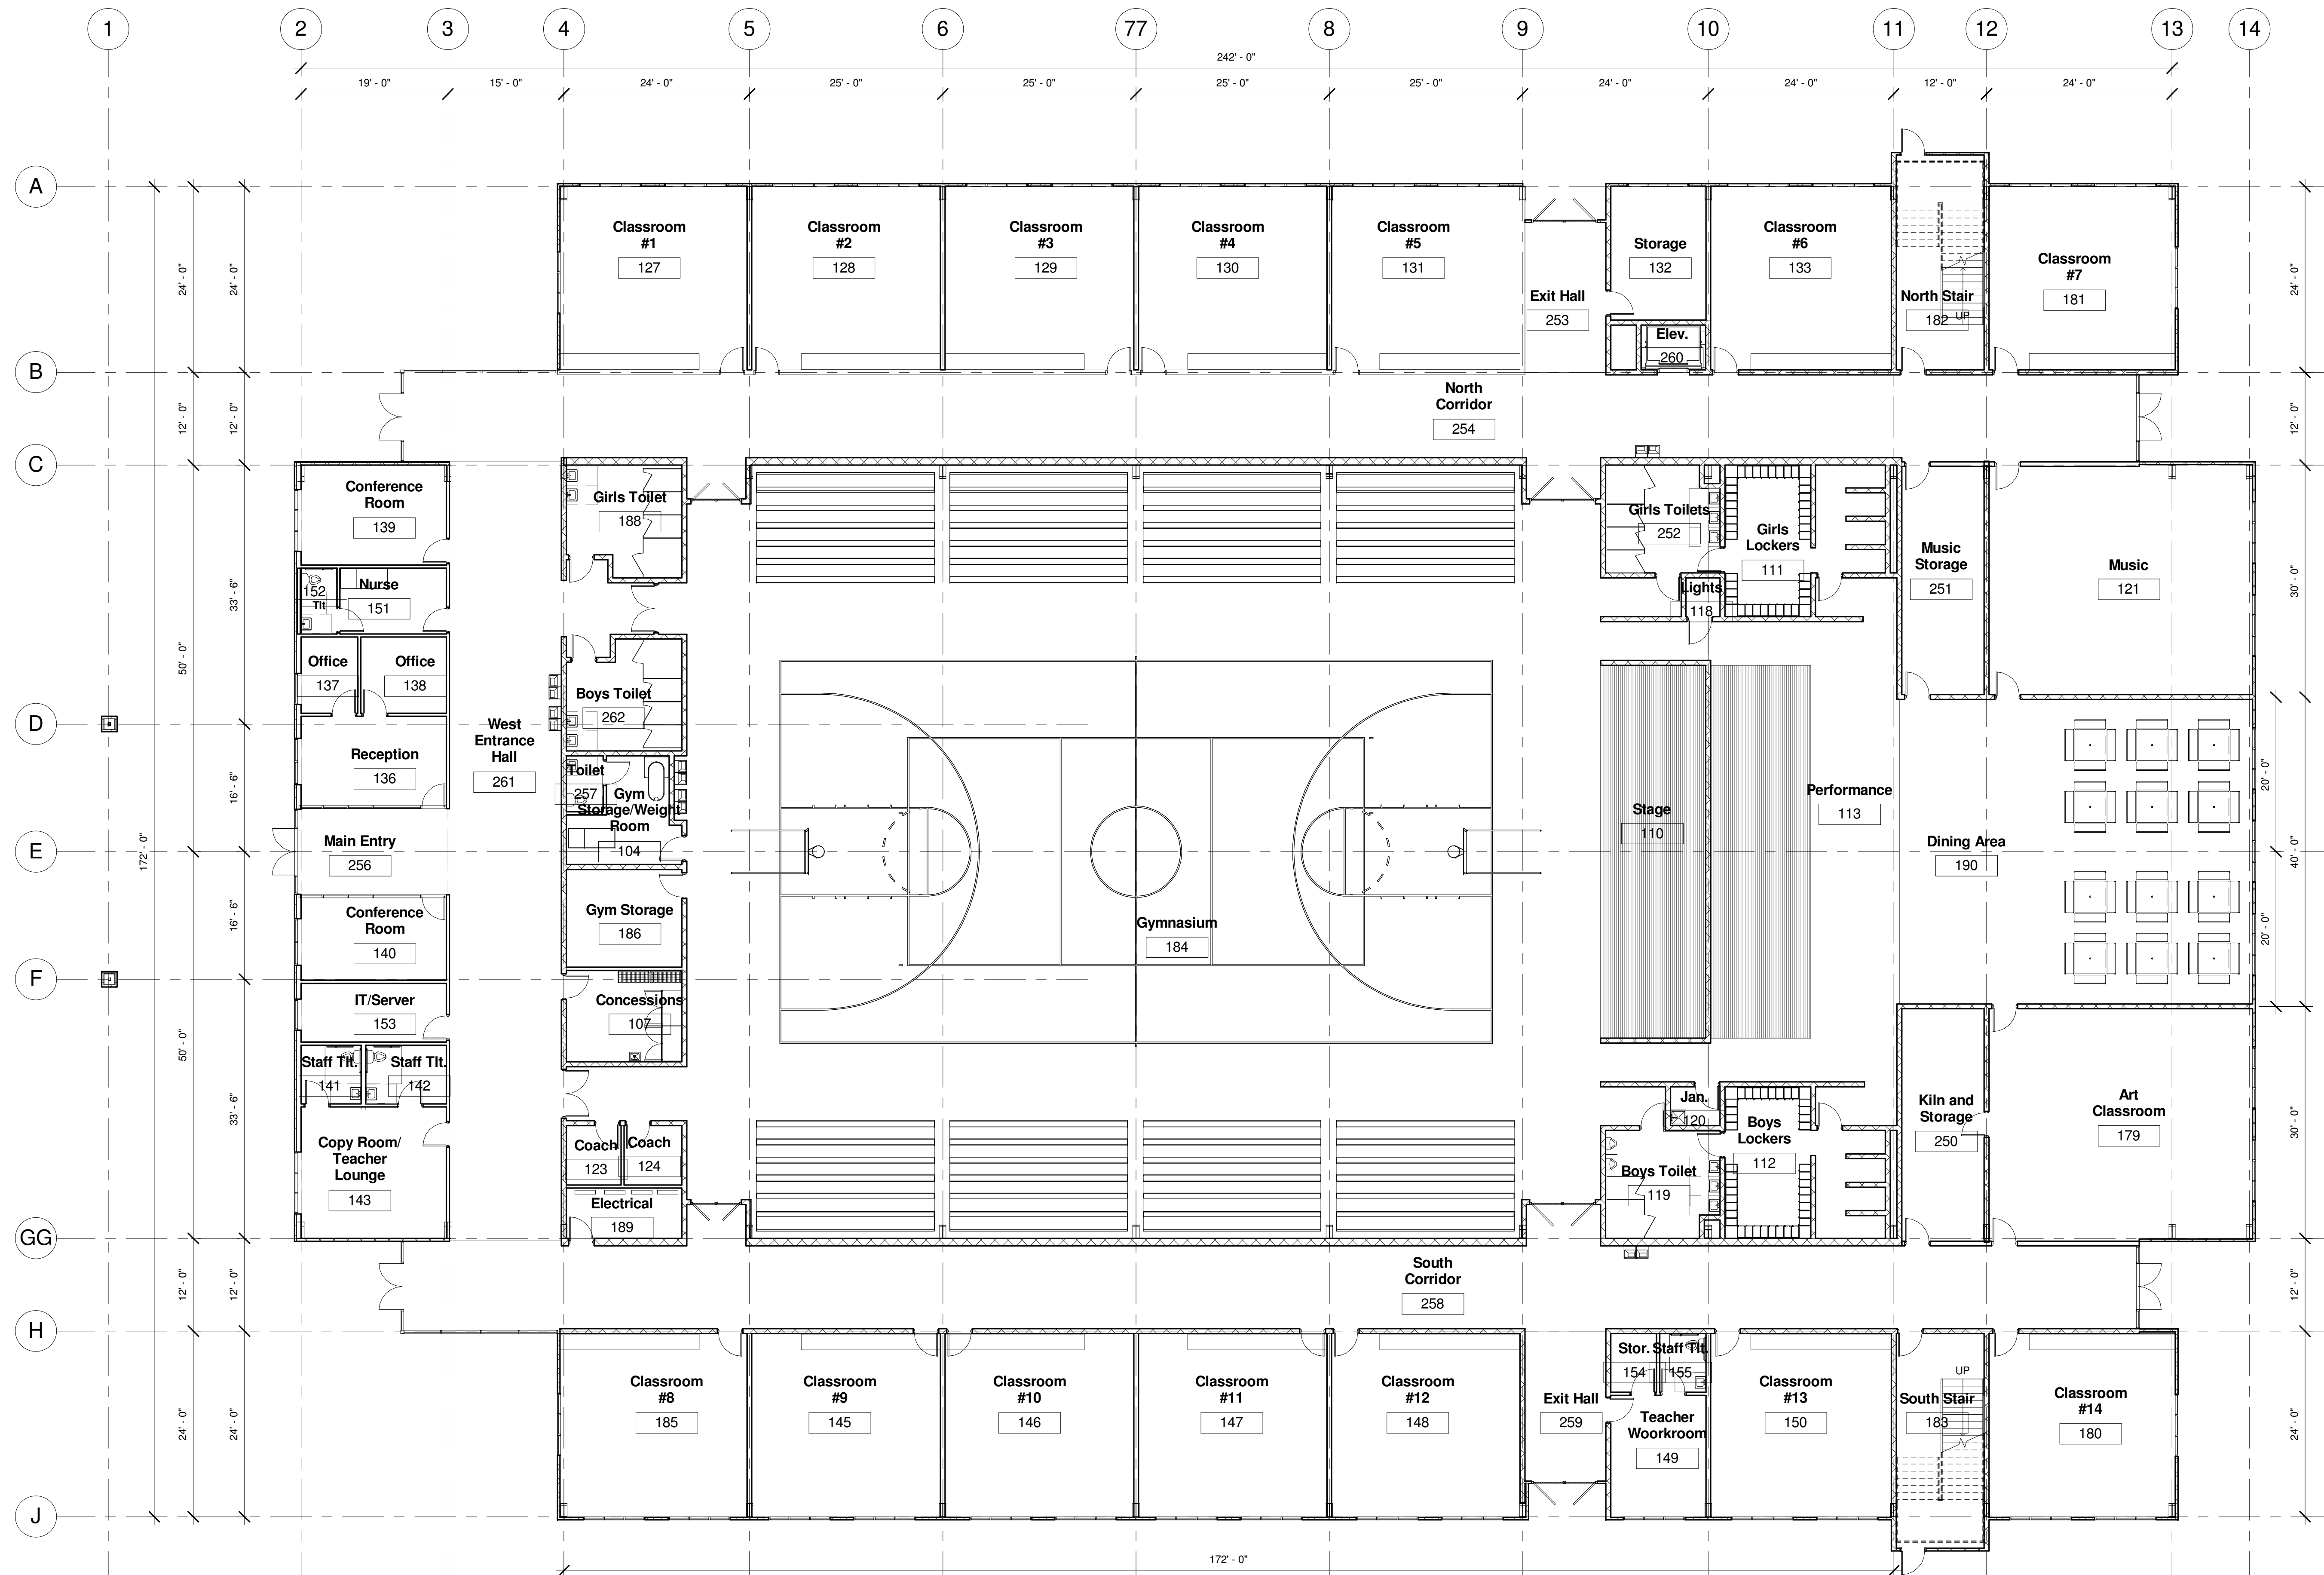 1
2
3
4
5
6
77
8
9
10
11
12
13
14
242' - 0"
19' - 0"
15' - 0"
24' - 0"
25' - 0"
25' - 0"
25' - 0"
25' - 0"
24' - 0"
24' - 0"
12' - 0"
24' - 0"
A
B
C
D
E
F
GG
H
J
172' - 0"
24' - 0"
12' - 0"
50' - 0"
50' - 0"
12' - 0"
24' - 0"
24' - 0"
12' - 0"
33' - 6"
16' - 6"
16' - 6"
33' - 6"
12' - 0"
24' - 0"
Classroom
#1
127
Classroom
#2
128
Classroom
#3
129
Classroom
#4
130
Classroom
#5
131
Exit Hall
253
Storage
132
Elev.
260
Classroom
#6
133
North Stair
182
UP
Classroom
#7
181
North
Corridor
254
Conference
Room
139
Nurse
151
152
Tlt
Office
137
Office
138
Reception
136
Main Entry
256
Conference
Room
140
IT/Server
153
Staff Tlt.
141
Staff Tlt.
142
Copy Room/
Teacher
Lounge
143
West
Entrance
Hall
261
Girls Toilet
188
Boys Toilet
262
Toilet
257
Gym
Storage/Weight
Room
104
Gym Storage
186
Concessions
107
Coach
123
Coach
124
Electrical
189
Gymnasium
184
Girls Toilets
252
Girls
Lockers
111
Lights
118
Stage
110
Performance
113
Music
Storage
251
Music
121
Dining Area
190
Jan.
120
Boys
Lockers
112
Boys Toilet
119
Kiln and
Storage
250
Art
Classroom
179
South
Corridor
258
Classroom
#8
185
Classroom
#9
145
Classroom
#10
146
Classroom
#11
147
Classroom
#12
148
Exit Hall
259
Stor.
154
Staff Tlt.
155
Teacher
Woorkroom
149
Classroom
#13
150
South Stair
183
UP
Classroom
#14
180
24' - 0"
12' - 0"
30' - 0"
20' - 0"
40' - 0"
20' - 0"
30' - 0"
12' - 0"
24' - 0"
172' - 0"